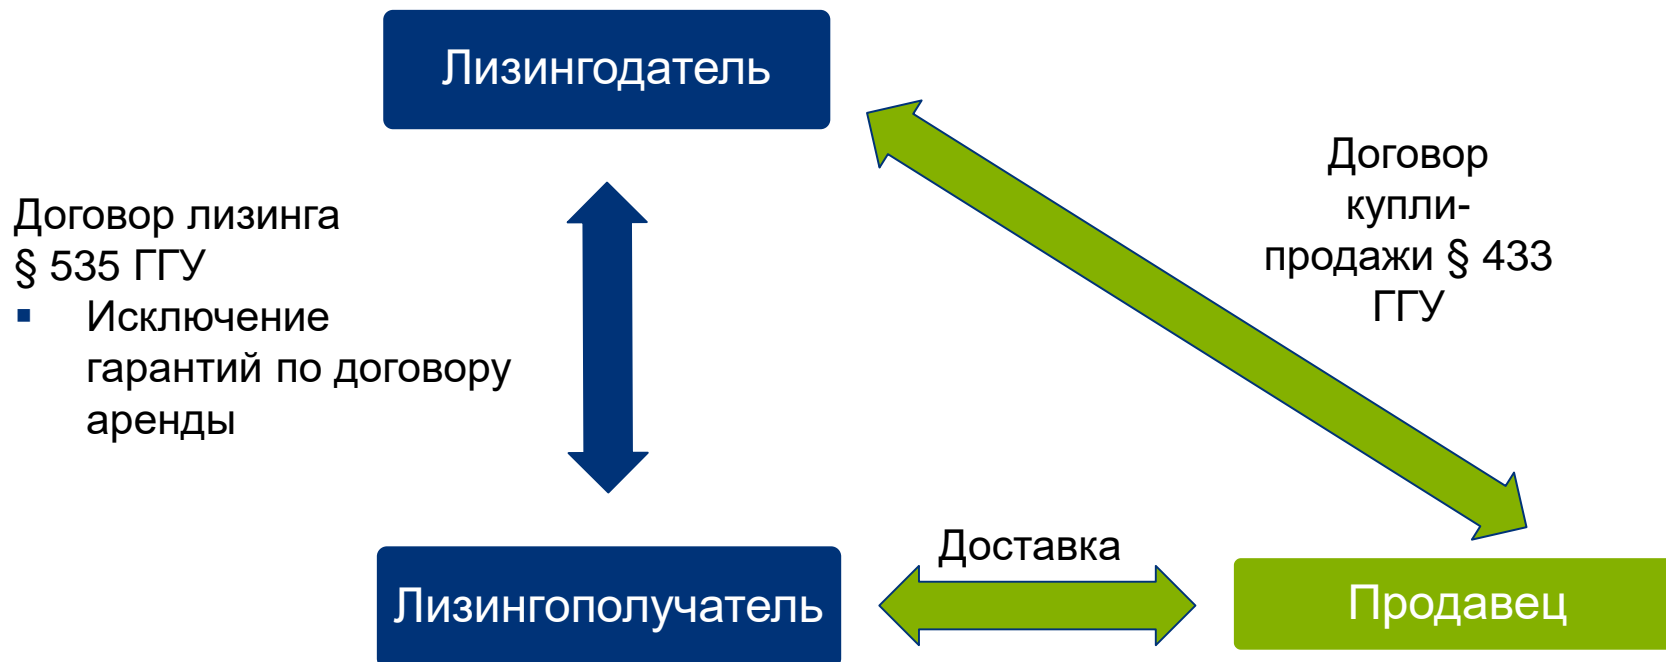 Лизингодатель
Договор лизинга
§ 535 ГГУ
▪ Исключение
гарантий по договору
аренды
Договор
купли-
продажи § 433
ГГУ
Доставка
Лизингополучатель
Продавец